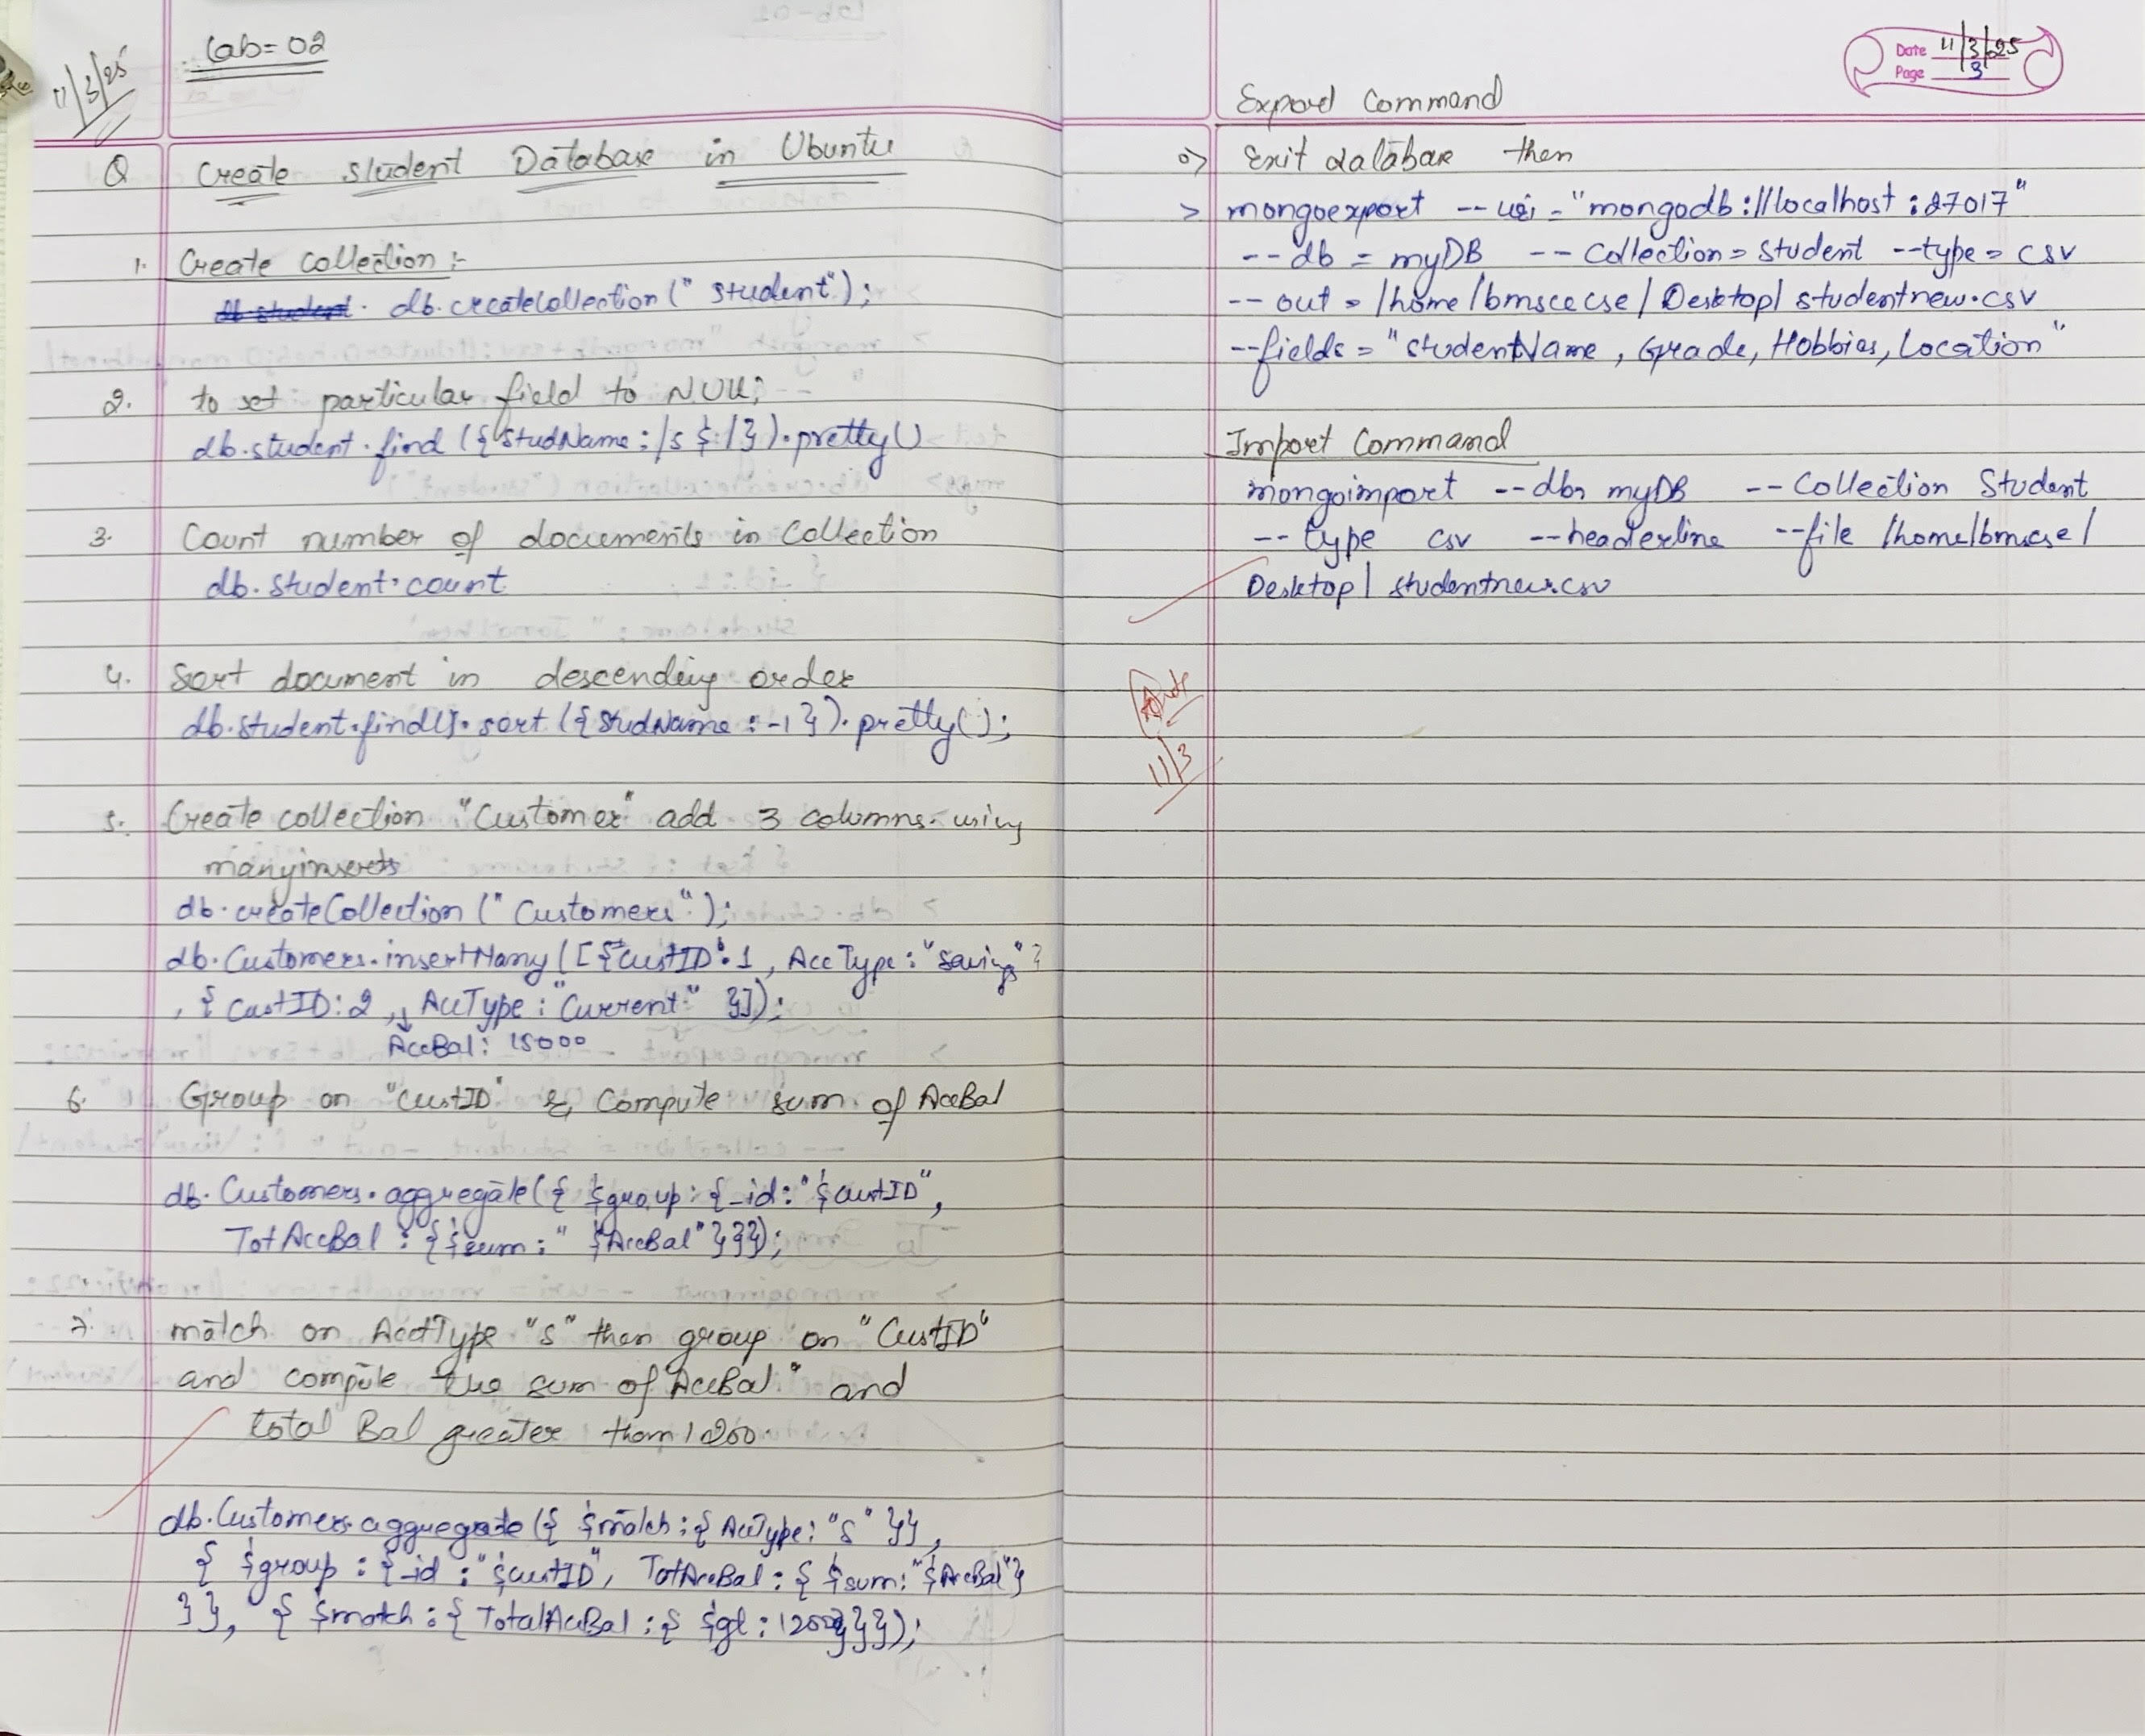 Lab=02
11/3/25
Q Create student Database in Ubuntu
1. Create collection :-
db.student. db.createCollection (" student");
2. to set particular field to NULL;
db.student.find ({StudName : /s $ : / }).pretty()
3. Count number of documents in Collection
db.student.count
4. Sort document in descending order
db.student.find().sort ({StudName : -1 }).pretty();
5. Create collection "Customer" add 3 columns using
manyinserts
db.createCollection (" Customers");
db.Customers.insertMany ([{CustID:1, AccType: "Saving"}
, { CustID: 2 , AccType : "Current" }]);
AccBal: 15000
6. Group on "CustID" & Compute sum of AccBal
db.Customers.aggregate({ $group: {_id: "$custID",
TotAccBal : {$sum: " $AccBal"}}});
7. match on AcctType "S" then group on "CustID"
and compute the sum of AccBal" and
total Bal greater than 1200.
db.Customers.aggregate ({ $match: { AccType: "S" }},
{ $group : {_id : "$custID", TotAccBal : { $sum: "$AccBal"}
}}, { $match : { TotalAccBal : { $gt : 1200}}});
Date 11/3/25
Page 3
Export Command
Exit database then
> mongoexport --uri = "mongodb://localhost:27017"
--db = myDB -- Collection = Student --type = csv
-- out = /home/bmscecse/Desktop/studentnew.csv
--fields = " studentName , Grade, Hobbies, Location"
Import Command
mongoimport --db myDB -- Collection Student
-- type csv --headerline --file /home/bmscse/
Desktop/ studentnew.csv
11/3